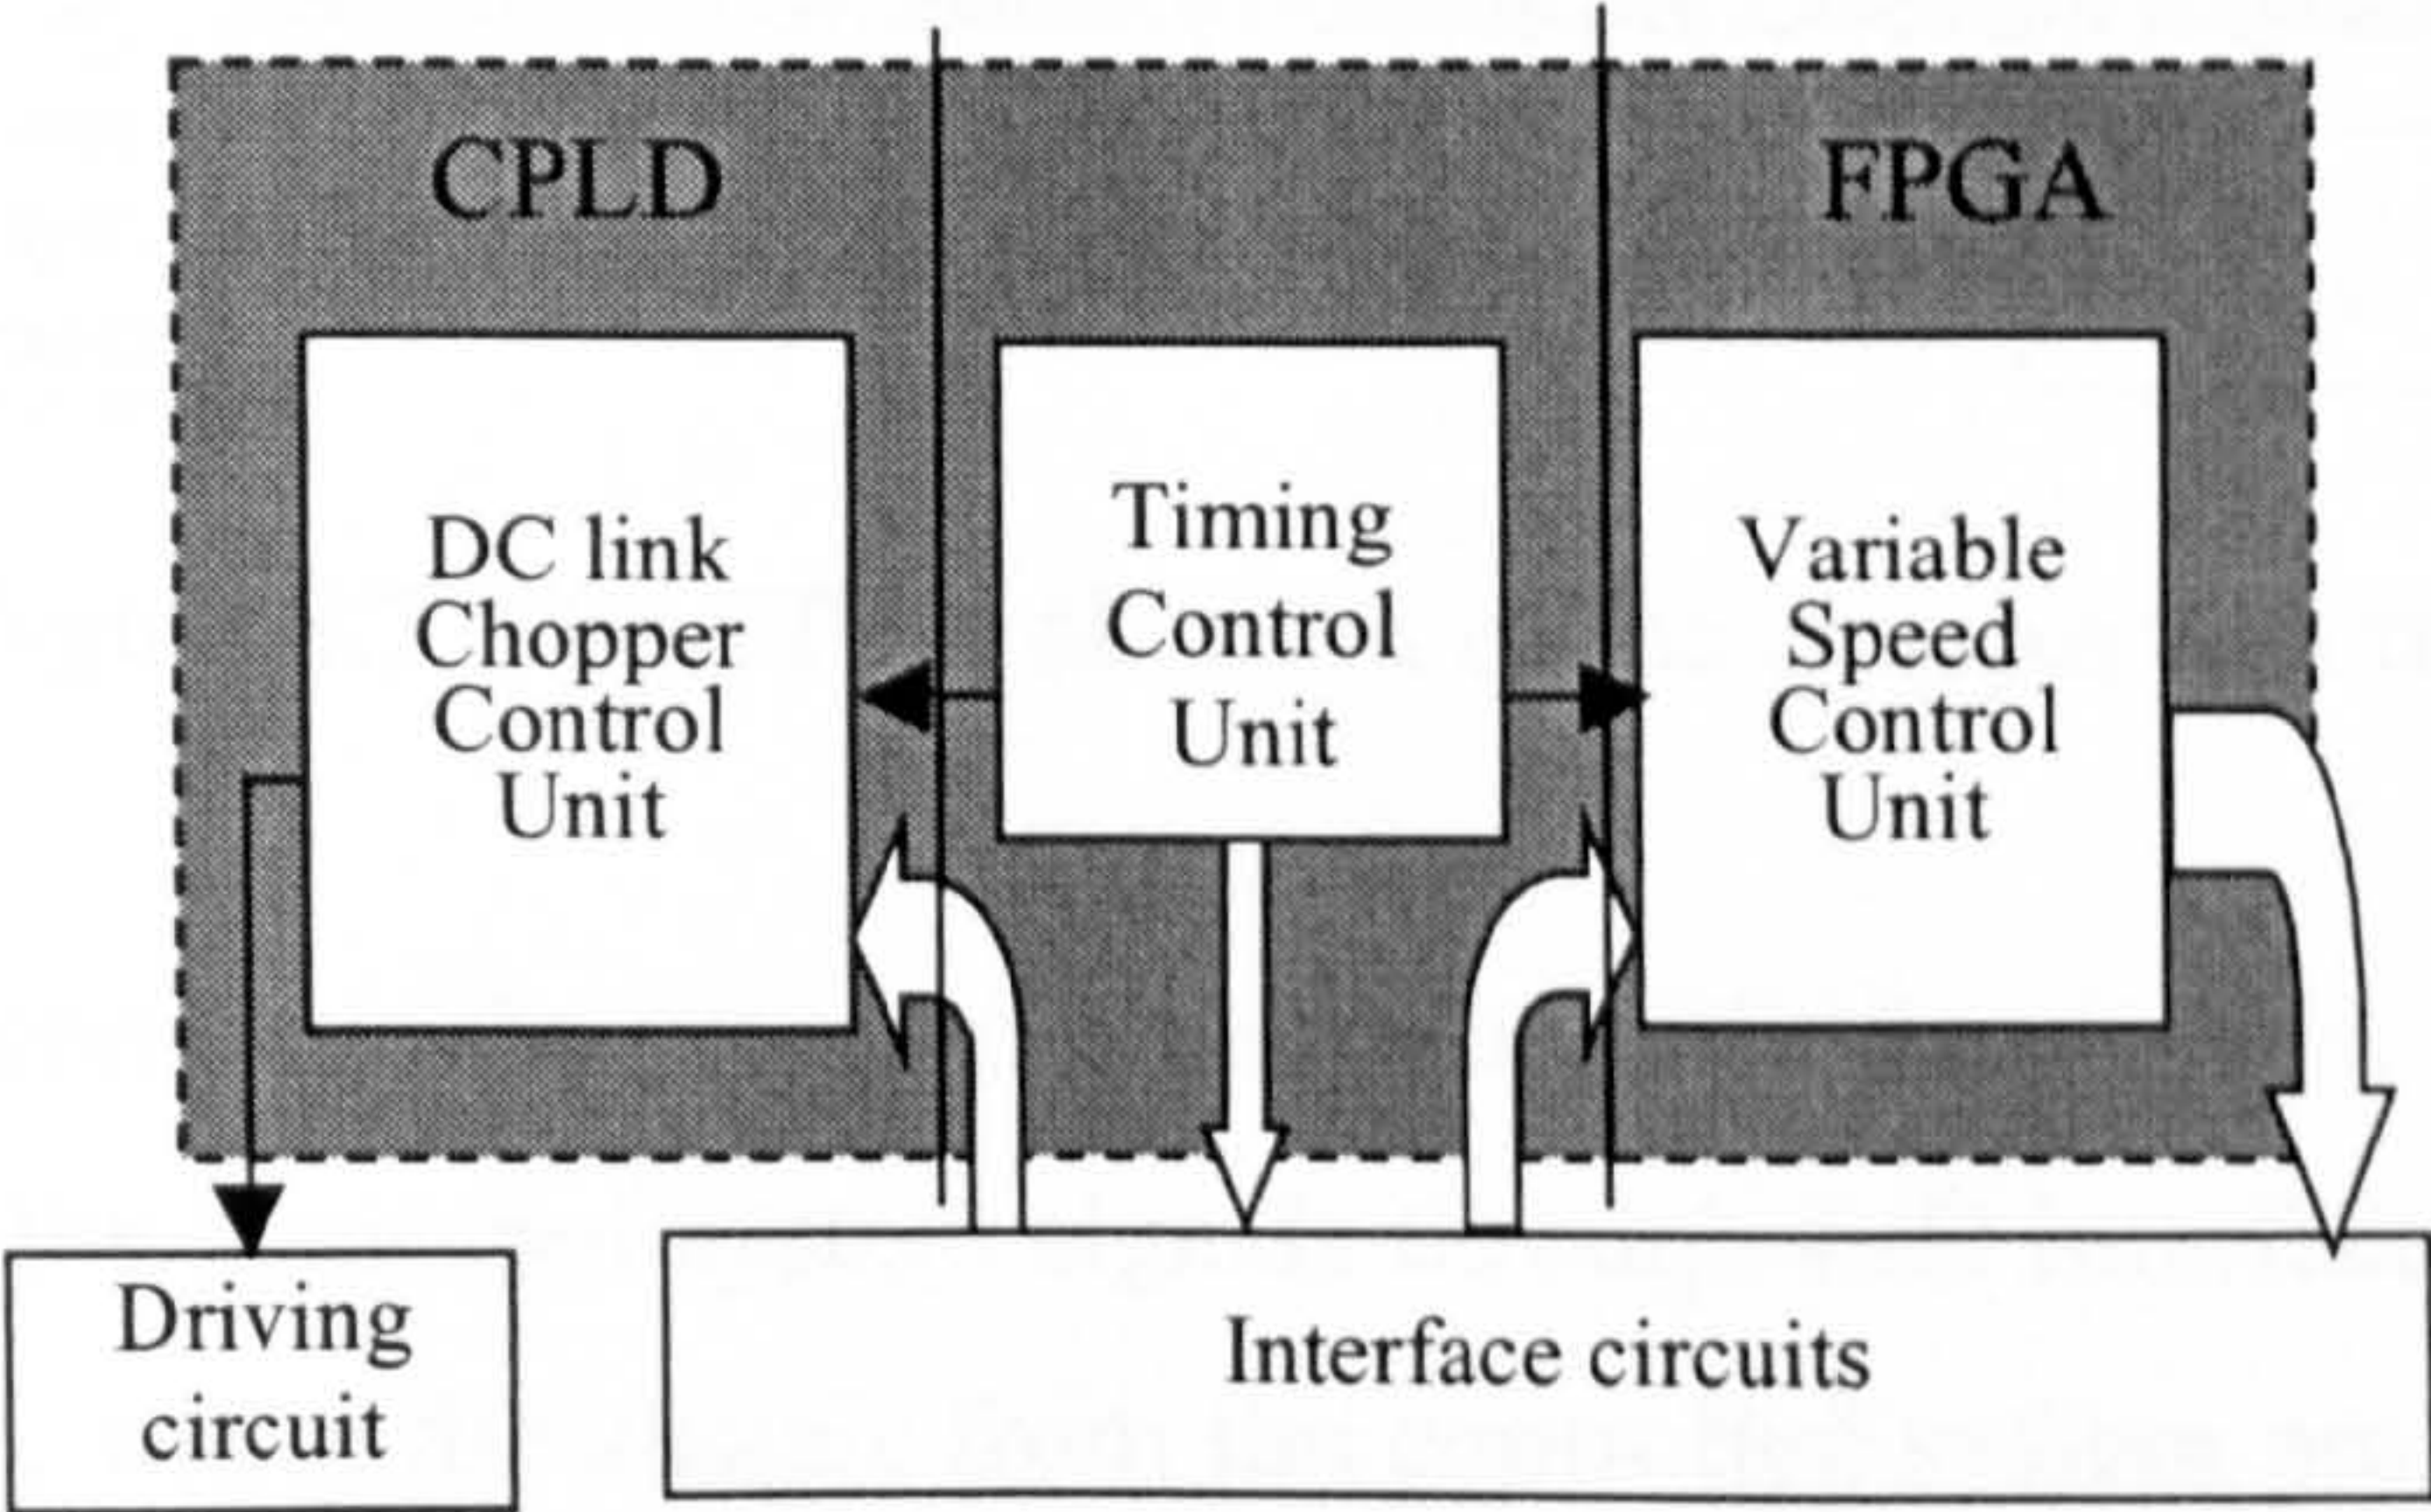 CPLD
FPGA
DC link
Chopper
Control
Unit
Timing
Control
Unit
Variable
Speed
Control
Unit
Driving
circuit
Interface circuits